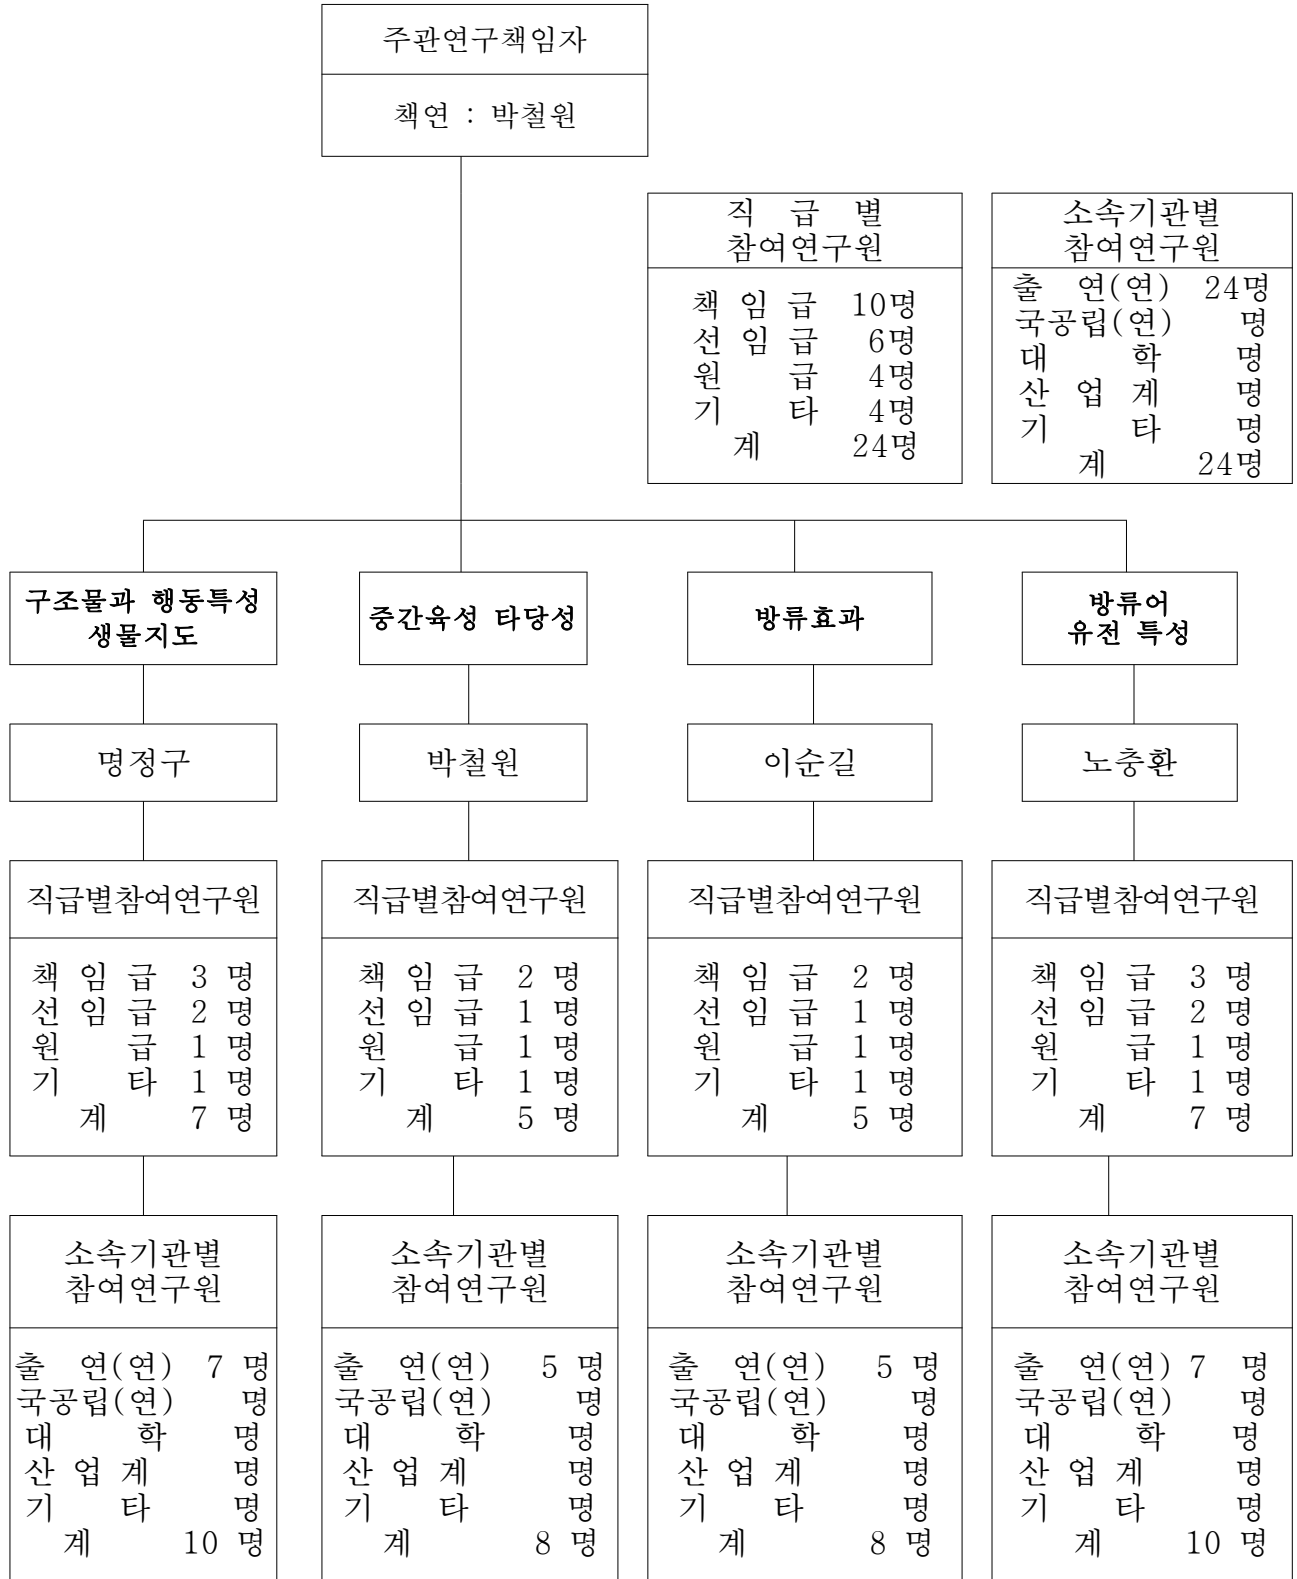 주관연구책임자
책연 : 박철원
직 급 별
참여연구원
책 임 급 10명
선 임 급 6명
원 급 4명
기 타 4명
계 24명
소속기관별
참여연구원
출 연(연) 24명
국공립(연) 명
대 학 명
산 업 계 명
기 타 명
계 24명
구조물과 행동특성
생물지도
중간육성 타당성
방류효과
방류어
유전 특성
명정구
박철원
이순길
노충환
직급별참여연구원
책 임 급 3 명
선 임 급 2 명
원 급 1 명
기 타 1 명
계 7 명
직급별참여연구원
책 임 급 2 명
선 임 급 1 명
원 급 1 명
기 타 1 명
계 5 명
직급별참여연구원
책 임 급 2 명
선 임 급 1 명
원 급 1 명
기 타 1 명
계 5 명
직급별참여연구원
책 임 급 3 명
선 임 급 2 명
원 급 1 명
기 타 1 명
계 7 명
소속기관별
참여연구원
출 연(연) 7 명
국공립(연) 명
대 학 명
산 업 계 명
기 타 명
계 10 명
소속기관별
참여연구원
출 연(연) 5 명
국공립(연) 명
대 학 명
산 업 계 명
기 타 명
계 8 명
소속기관별
참여연구원
출 연(연) 5 명
국공립(연) 명
대 학 명
산 업 계 명
기 타 명
계 8 명
소속기관별
참여연구원
출 연(연) 7 명
국공립(연) 명
대 학 명
산 업 계 명
기 타 명
계 10 명